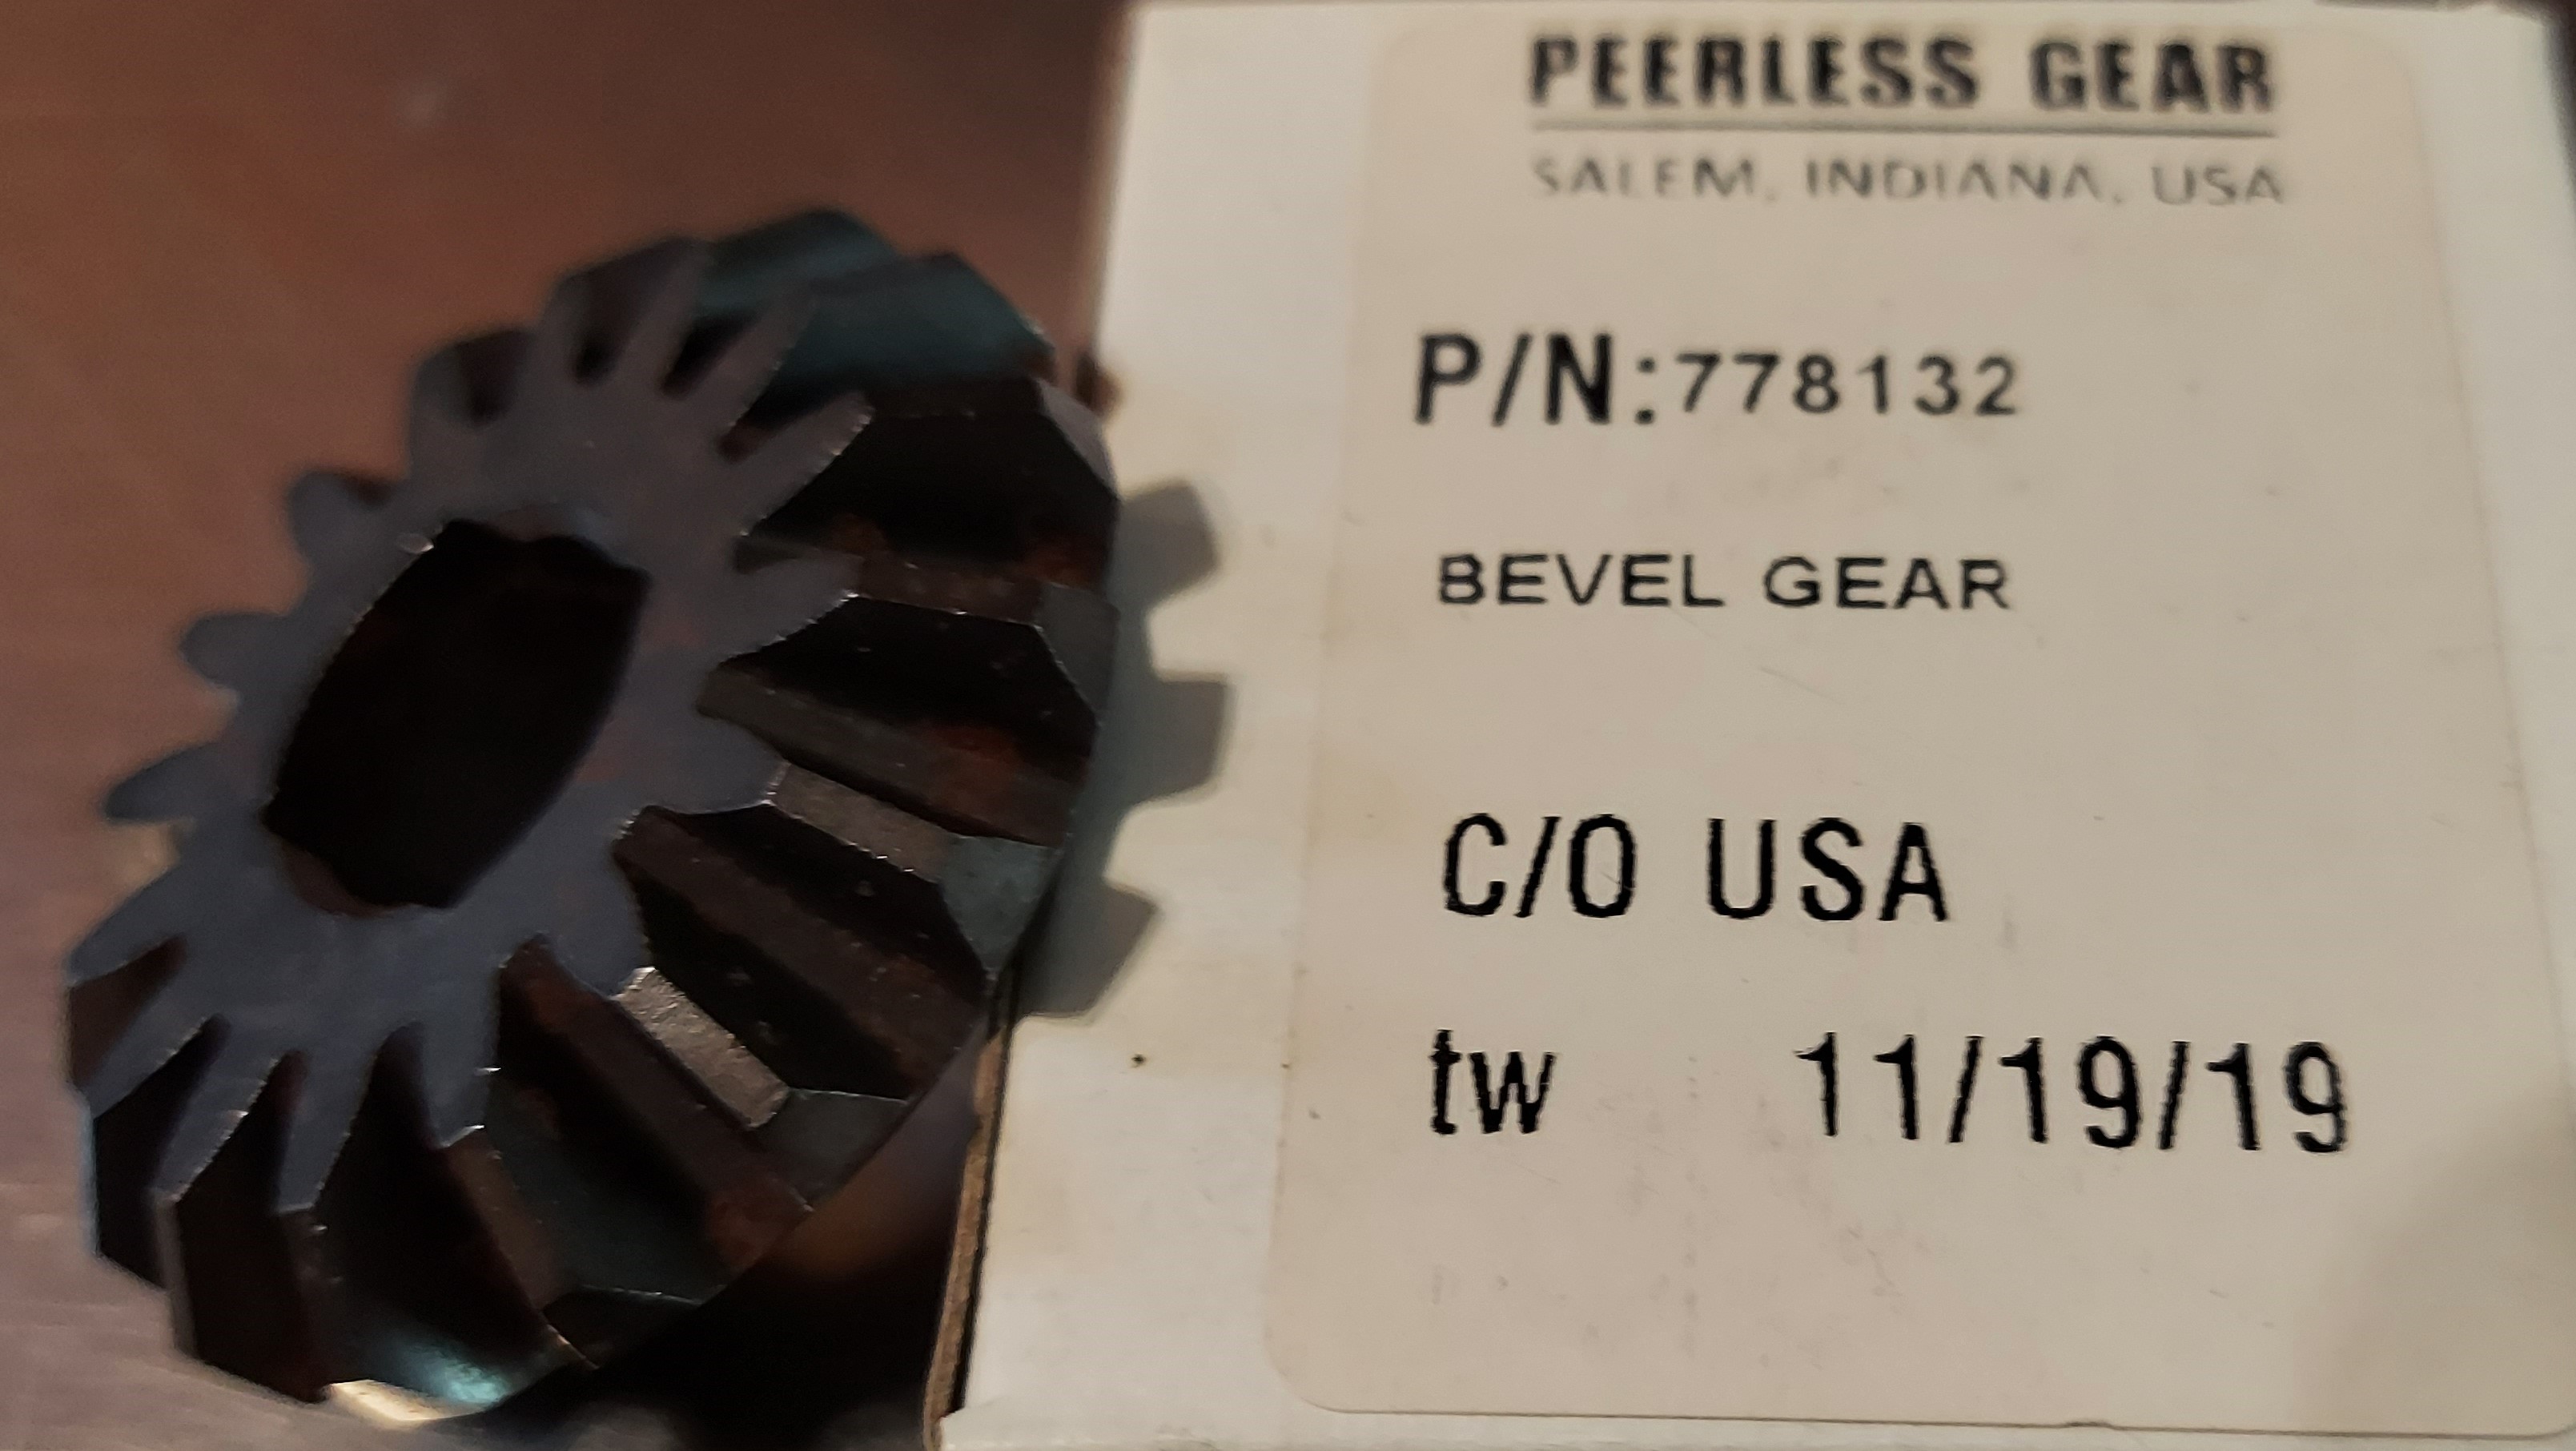 PEERLESS GEAR
SALEM, INDIANA, USA
P/N:778132
BEVEL GEAR
C/O USA
tw 11/19/19